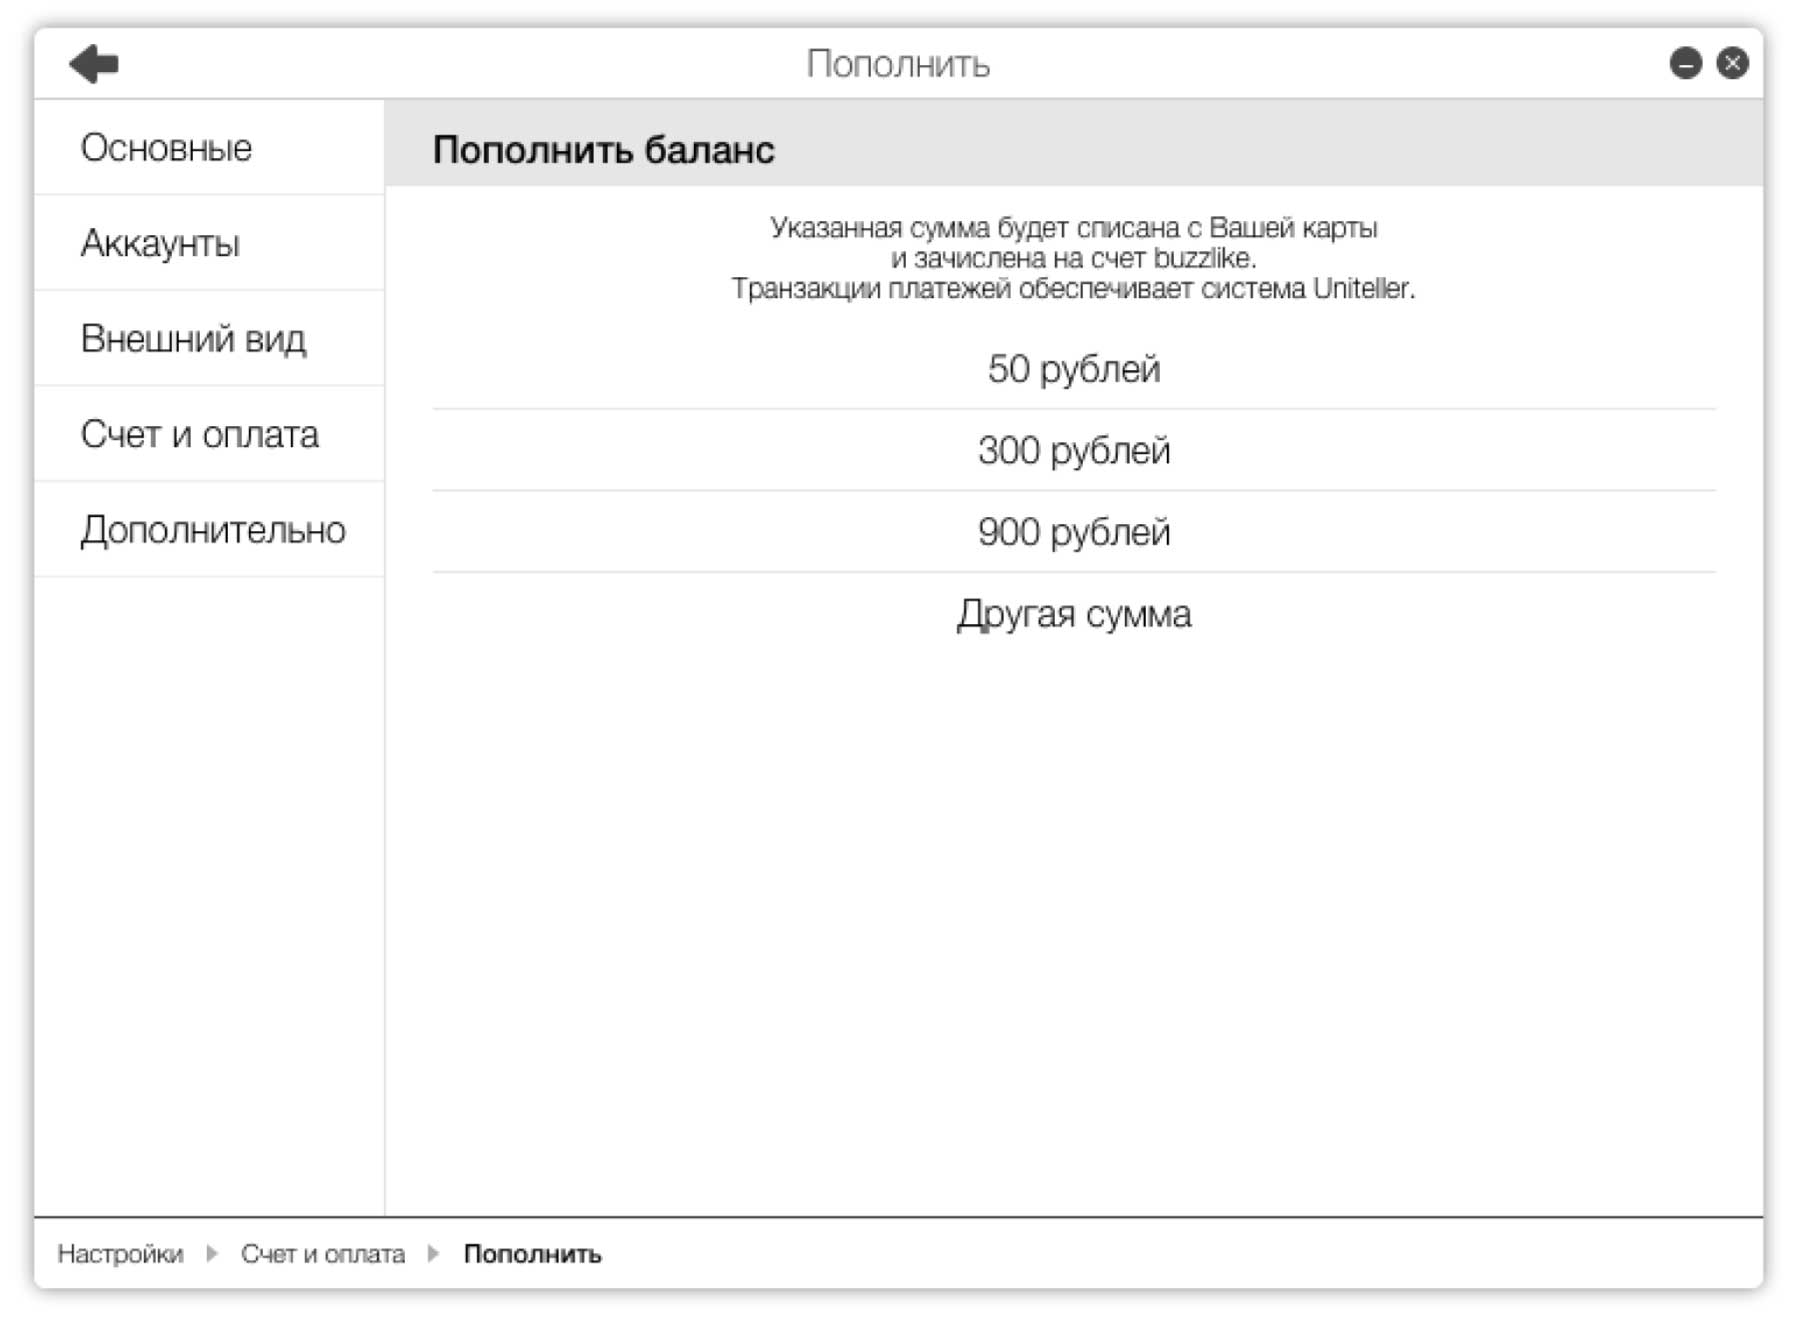 Пополнить
Основные
Аккаунты
Внешний вид
Счет и оплата
Дополнительно
Пополнить баланс
Указанная сумма будет списана с Вашей карты
и зачислена на счет buzzlike.
Транзакции платежей обеспечивает система Uniteller.
50 рублей
300 рублей
900 рублей
Другая сумма
Настройки Счет и оплата Пополнить